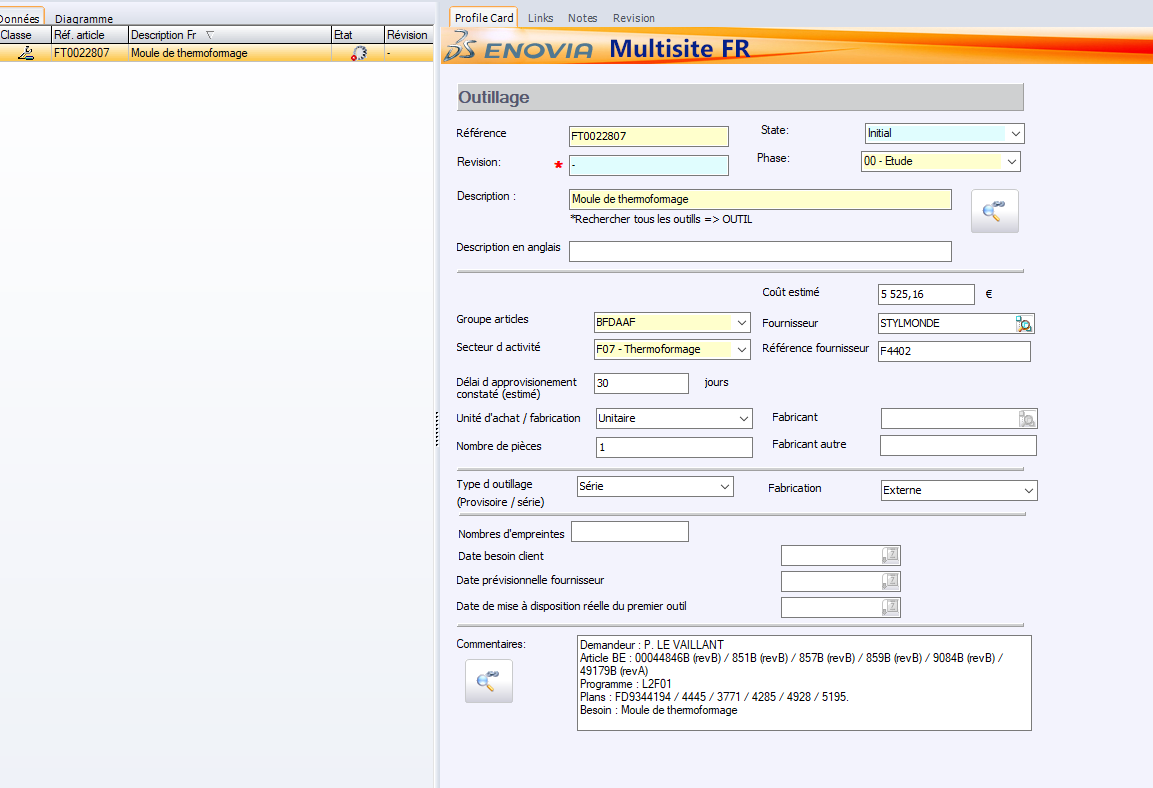 Données Diagramme
Classe Réf. article Description Fr Etat Révision
FT0022807 Moule de thermoformage -
Profile Card Links Notes Revision
3S ENOVIA Multisite FR
Outillage
Référence FT0022807 State: Initial
Revision: * - Phase: 00 - Etude
Description : Moule de thermoformage
*Rechercher tous les outills => OUTIL
Description en anglais
Coût estimé 5 525,16 €
Groupe articles BFDAAF Fournisseur STYLMONDE
Secteur d activité F07 - Thermoformage Référence fournisseur F4402
Délai d approvisionement
constaté (estimé) 30 jours
Unité d'achat / fabrication Unitaire Fabricant
Nombre de pièces 1 Fabricant autre
Type d outillage Série Fabrication Externe
(Provisoire / série)
Nombres d'empreintes
Date besoin client
Date prévisionnelle fournisseur
Date de mise à disposition réelle du premier outil
Commentaires: Demandeur : P. LE VAILLANT
Article BE : 00044846B (revB) / 851B (revB) / 857B (revB) / 859B (revB) / 9084B (revB) /
49179B (revA)
Programme : L2F01
Plans : FD9344194 / 4445 / 3771 / 4285 / 4928 / 5195.
Besoin : Moule de thermoformage